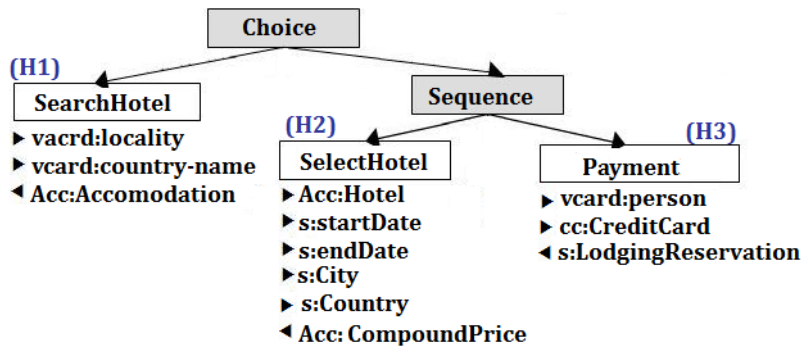 Choice
(H1)
SearchHotel
▶ vacrd:locality
▶ vcard:country-name
◀ Acc:Accomodation
Sequence
(H2)
SelectHotel
▶ Acc:Hotel
▶ s:startDate
▶ s:endDate
▶ s:City
▶ s:Country
◀ Acc: CompoundPrice
(H3)
Payment
▶ vcard:person
▶ cc:CreditCard
◀ s:LodgingReservation